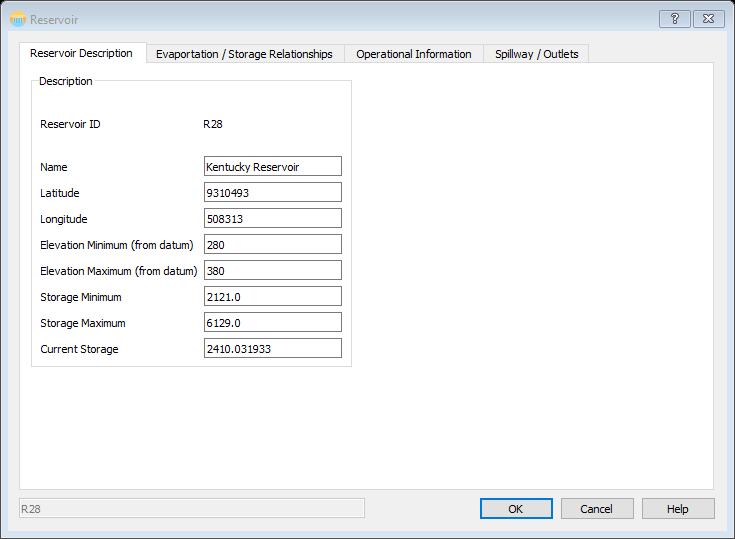 Reservoir
Reservoir Description Evaportation / Storage Relationships Operational Information Spillway / Outlets
Description
Reservoir ID R28
Name Kentucky Reservoir
Latitude 9310493
Longitude 508313
Elevation Minimum (from datum) 280
Elevation Maximum (from datum) 380
Storage Minimum 2121.0
Storage Maximum 6129.0
Current Storage 2410.031933
R28 OK Cancel Help